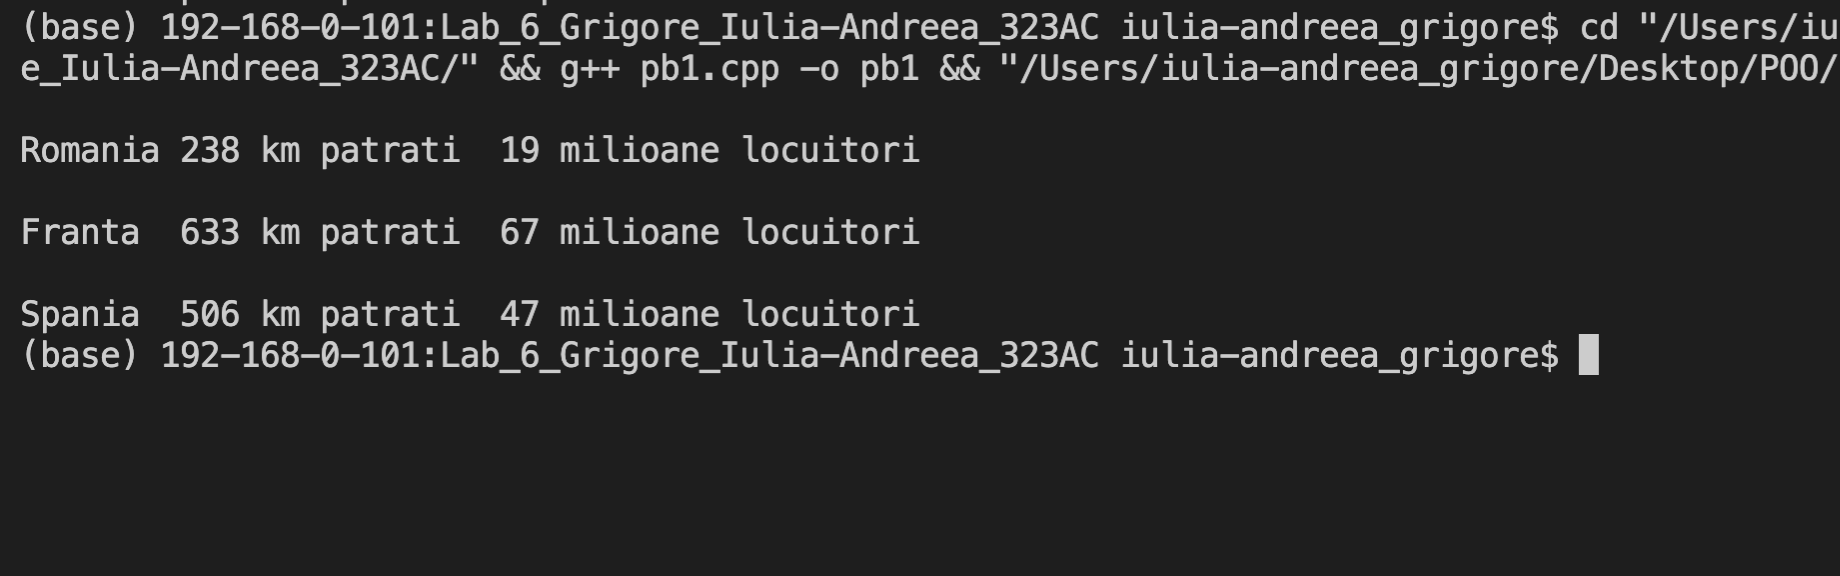 (base) 192-168-0-101:Lab_6_Grigore_Iulia-Andreea_323AC iulia-andreea_grigore$ cd "/Users/iu
e_Iulia-Andreea_323AC/" && g++ pb1.cpp -o pb1 && "/Users/iulia-andreea_grigore/Desktop/POO/
Romania 238 km patrati  19 milioane locuitori
Franta  633 km patrati  67 milioane locuitori
Spania  506 km patrati  47 milioane locuitori
(base) 192-168-0-101:Lab_6_Grigore_Iulia-Andreea_323AC iulia-andreea_grigore$